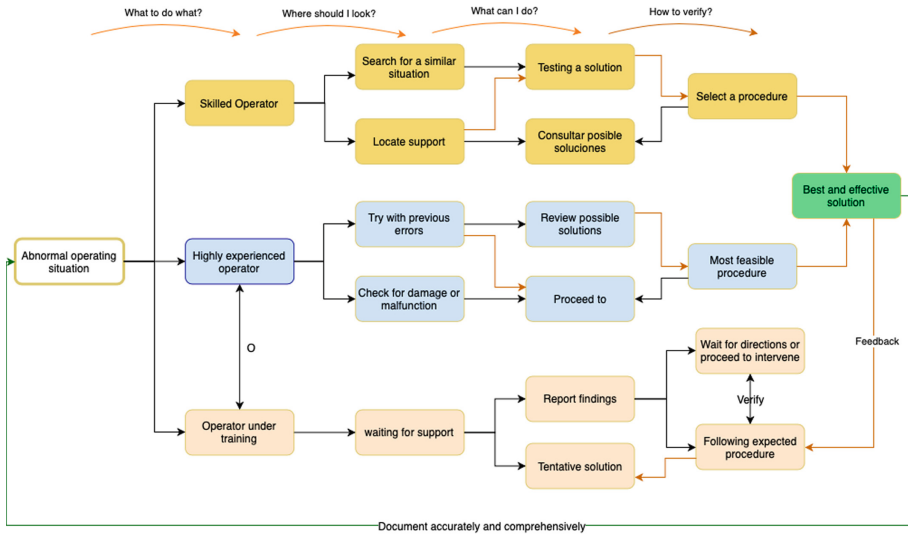 What to do what?
Where should I look?
What can I do?
How to verify?
Search for a similar
situation
Testing a solution
Skilled Operator
Select a procedure
Locate support
Consultar posible
soluciones
Best and effective
solution
Try with previous
errors
Review possible
solutions
Abnormal operating
situation
Highly experienced
operator
Most feasible
procedure
Check for damage or
malfunction
Proceed to
O
Wait for directions or
proceed to intervene
Feedback
Report findings
Verify
Operator under
training
waiting for support
Following expected
procedure
Tentative solution
Document accurately and comprehensively